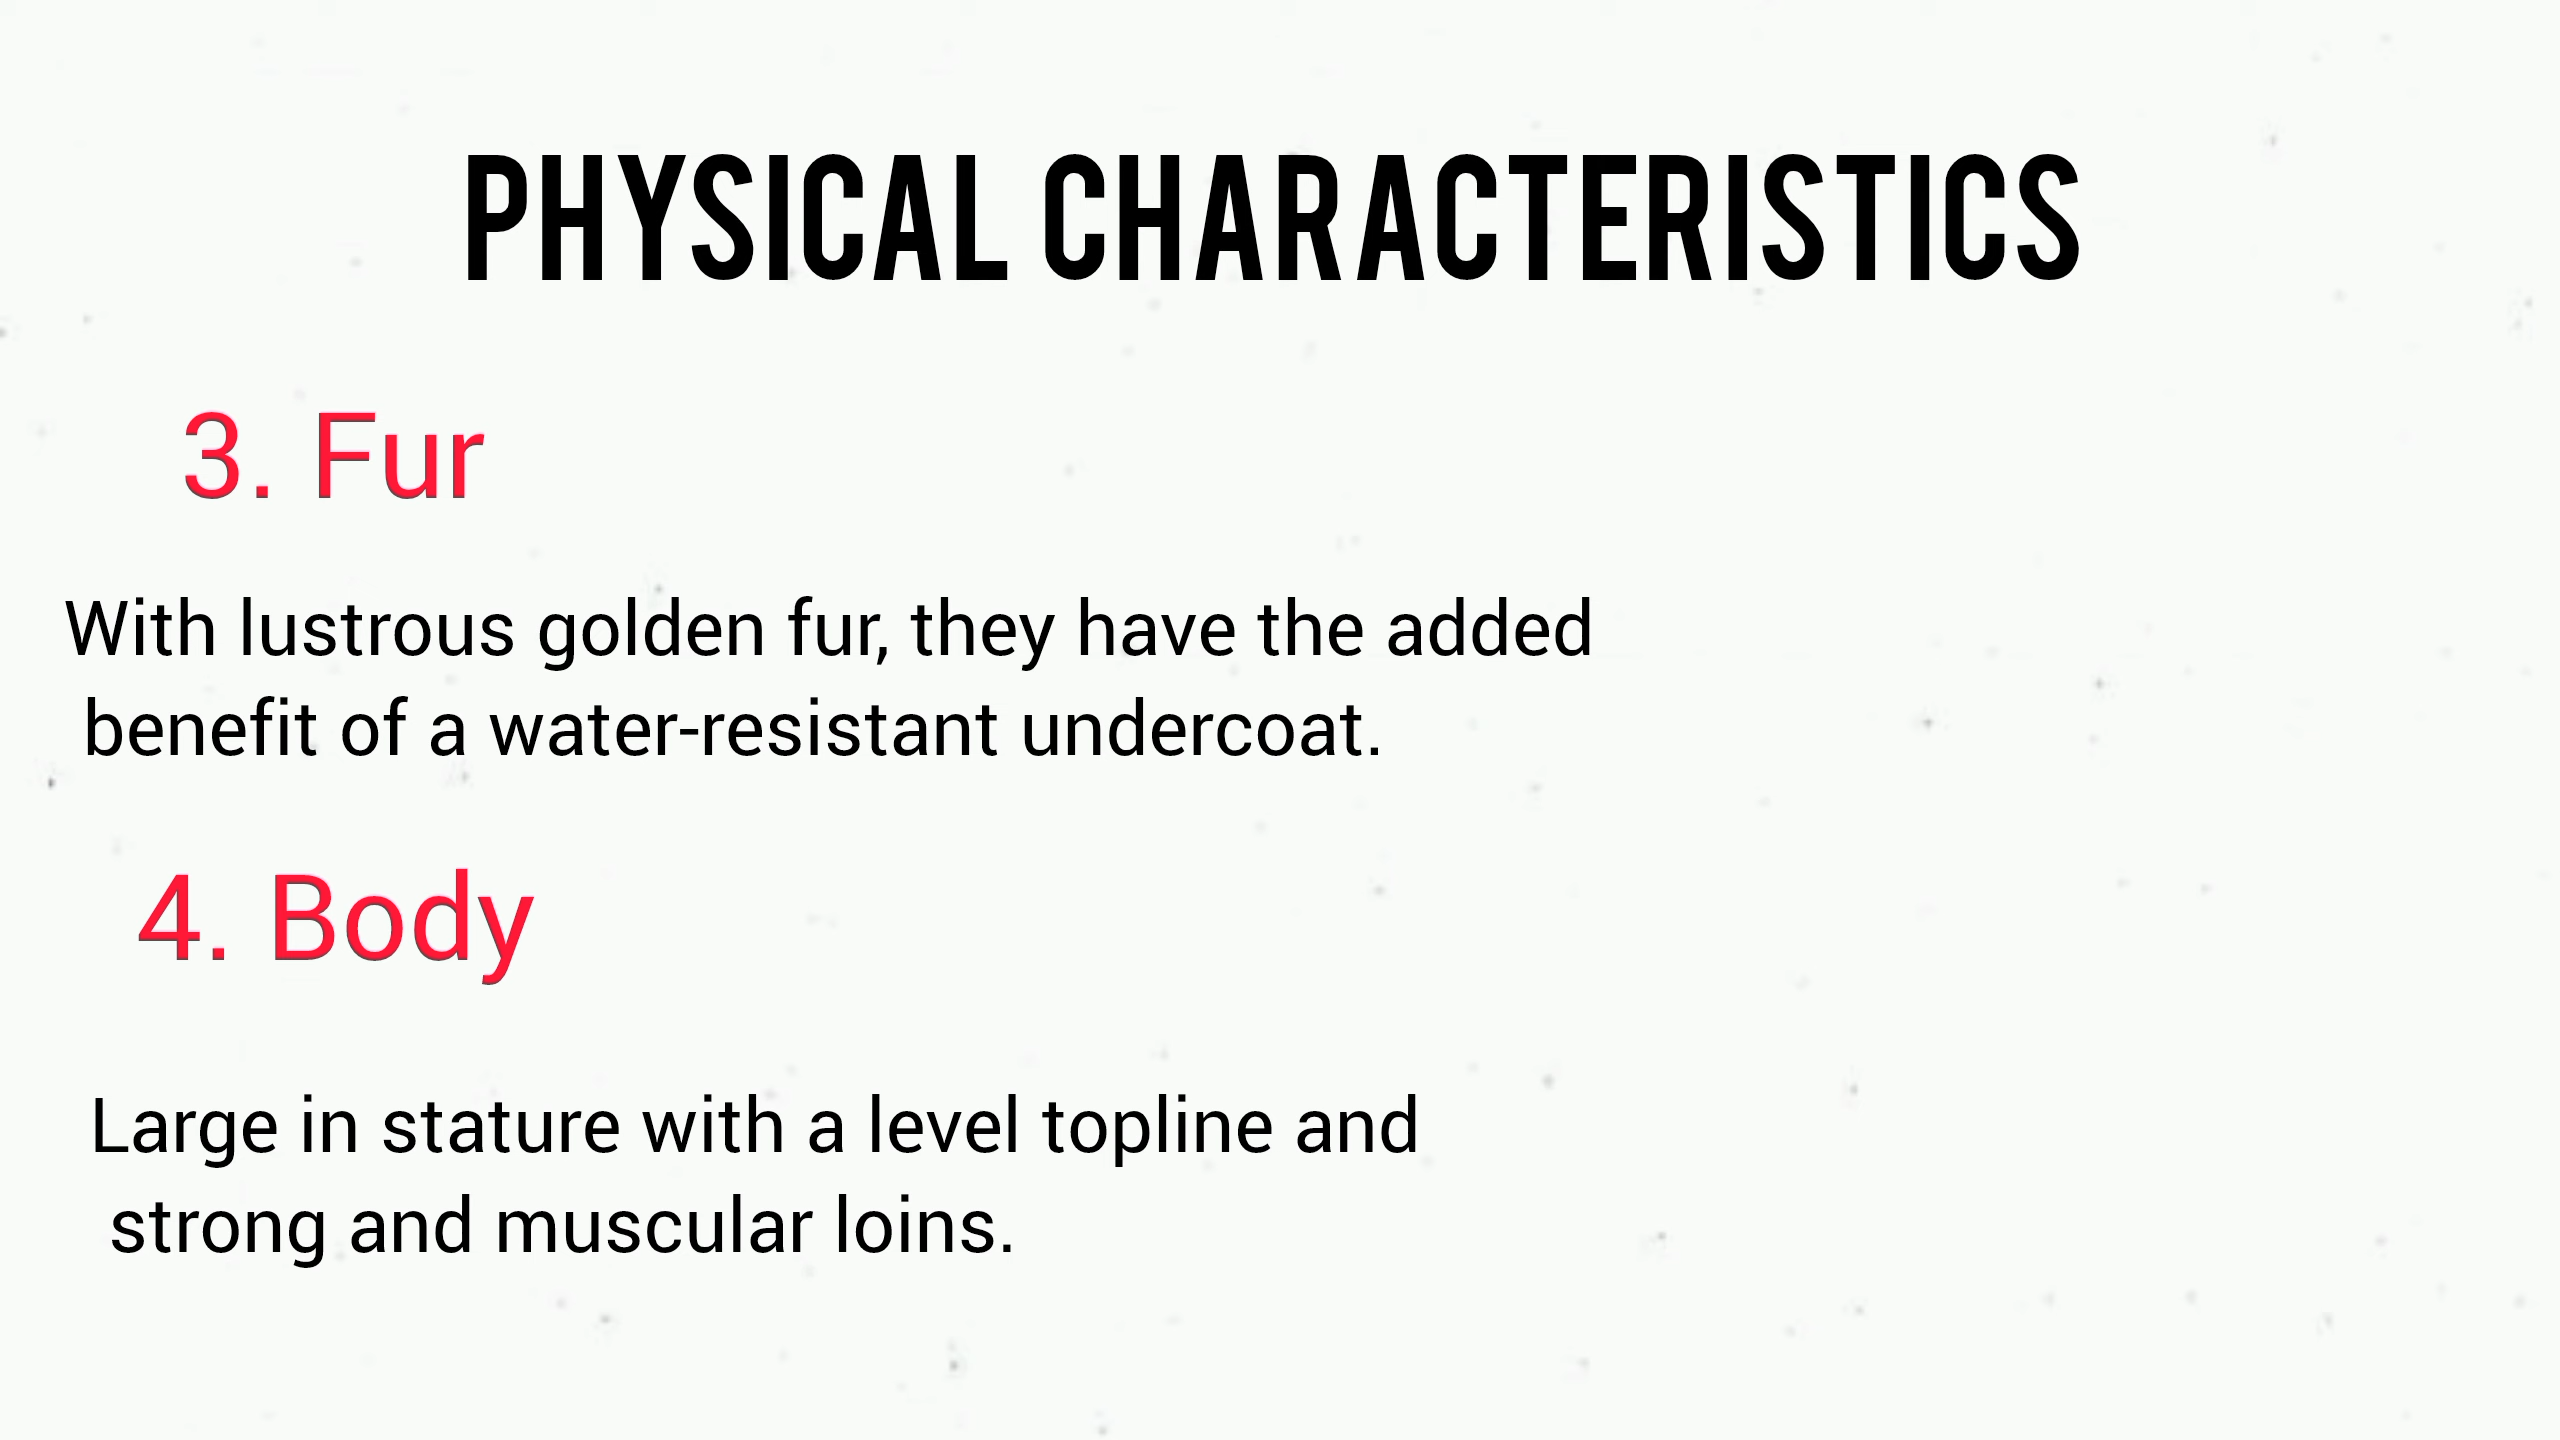 PHYSICAL CHARACTERISTICS
3. Fur
With lustrous golden fur, they have the added
benefit of a water-resistant undercoat.
4. Body
Large in stature with a level topline and
strong and muscular loins.